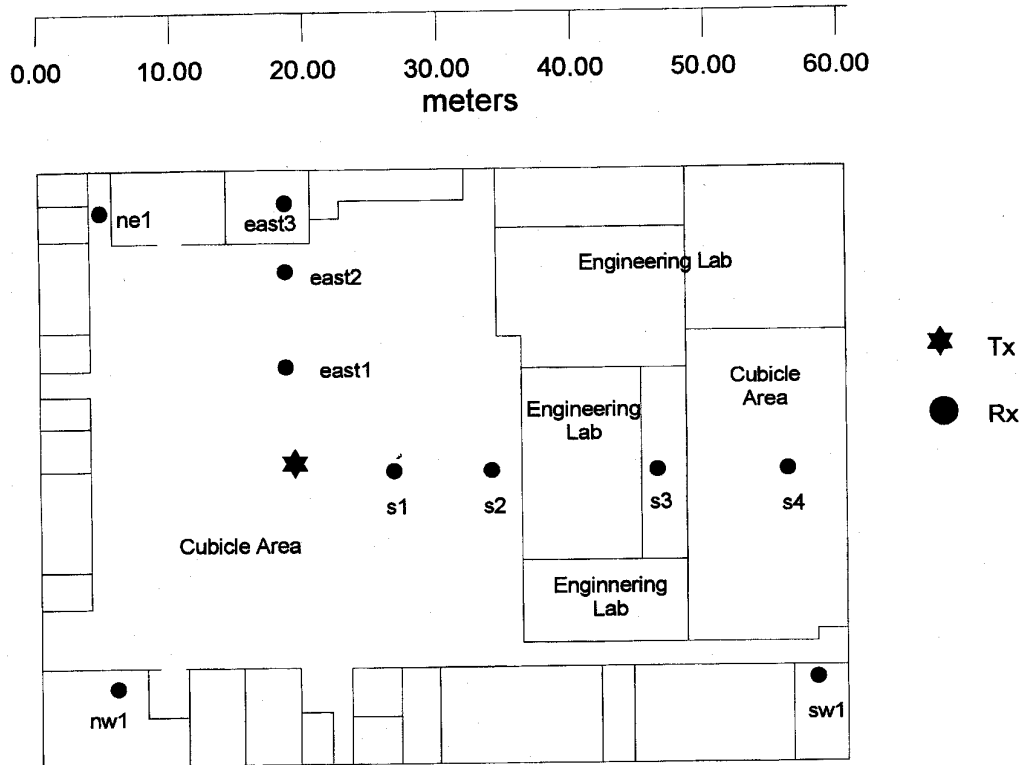 0.00 10.00 20.00 30.00 40.00 50.00 60.00
meters
ne1
east3
east2
east1
Engineering Lab
Engineering
Lab
Cubicle
Area
s1
s2
s3
s4
Cubicle Area
Enginnering
Lab
nw1
sw1
Tx
Rx